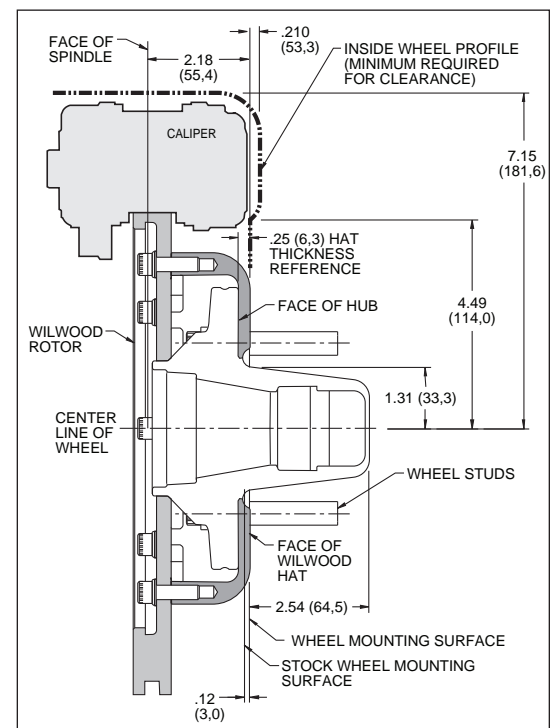 FACE OF
SPINDLE
2.18
(55,4)
.210
(53,3)
INSIDE WHEEL PROFILE
(MINIMUM REQUIRED
FOR CLEARANCE)
CALIPER
7.15
(181,6)
.25 (6,3) HAT
THICKNESS
REFERENCE
4.49
(114,0)
FACE OF HUB
WILWOOD
ROTOR
1.31 (33,3)
CENTER
LINE OF
WHEEL
WHEEL STUDS
FACE OF
WILWOOD
HAT
2.54 (64,5)
WHEEL MOUNTING SURFACE
STOCK WHEEL MOUNTING
SURFACE
.12
(3,0)